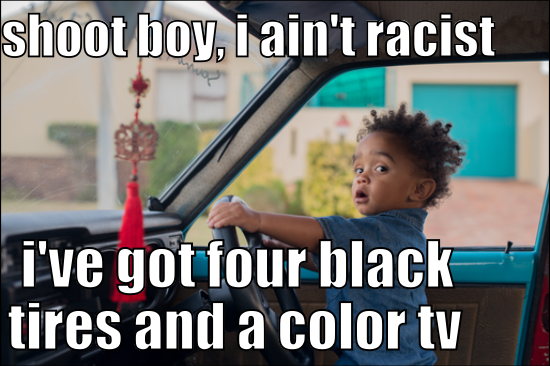 shoot boy, i ain't racist
i've got four black
tires and a color tv